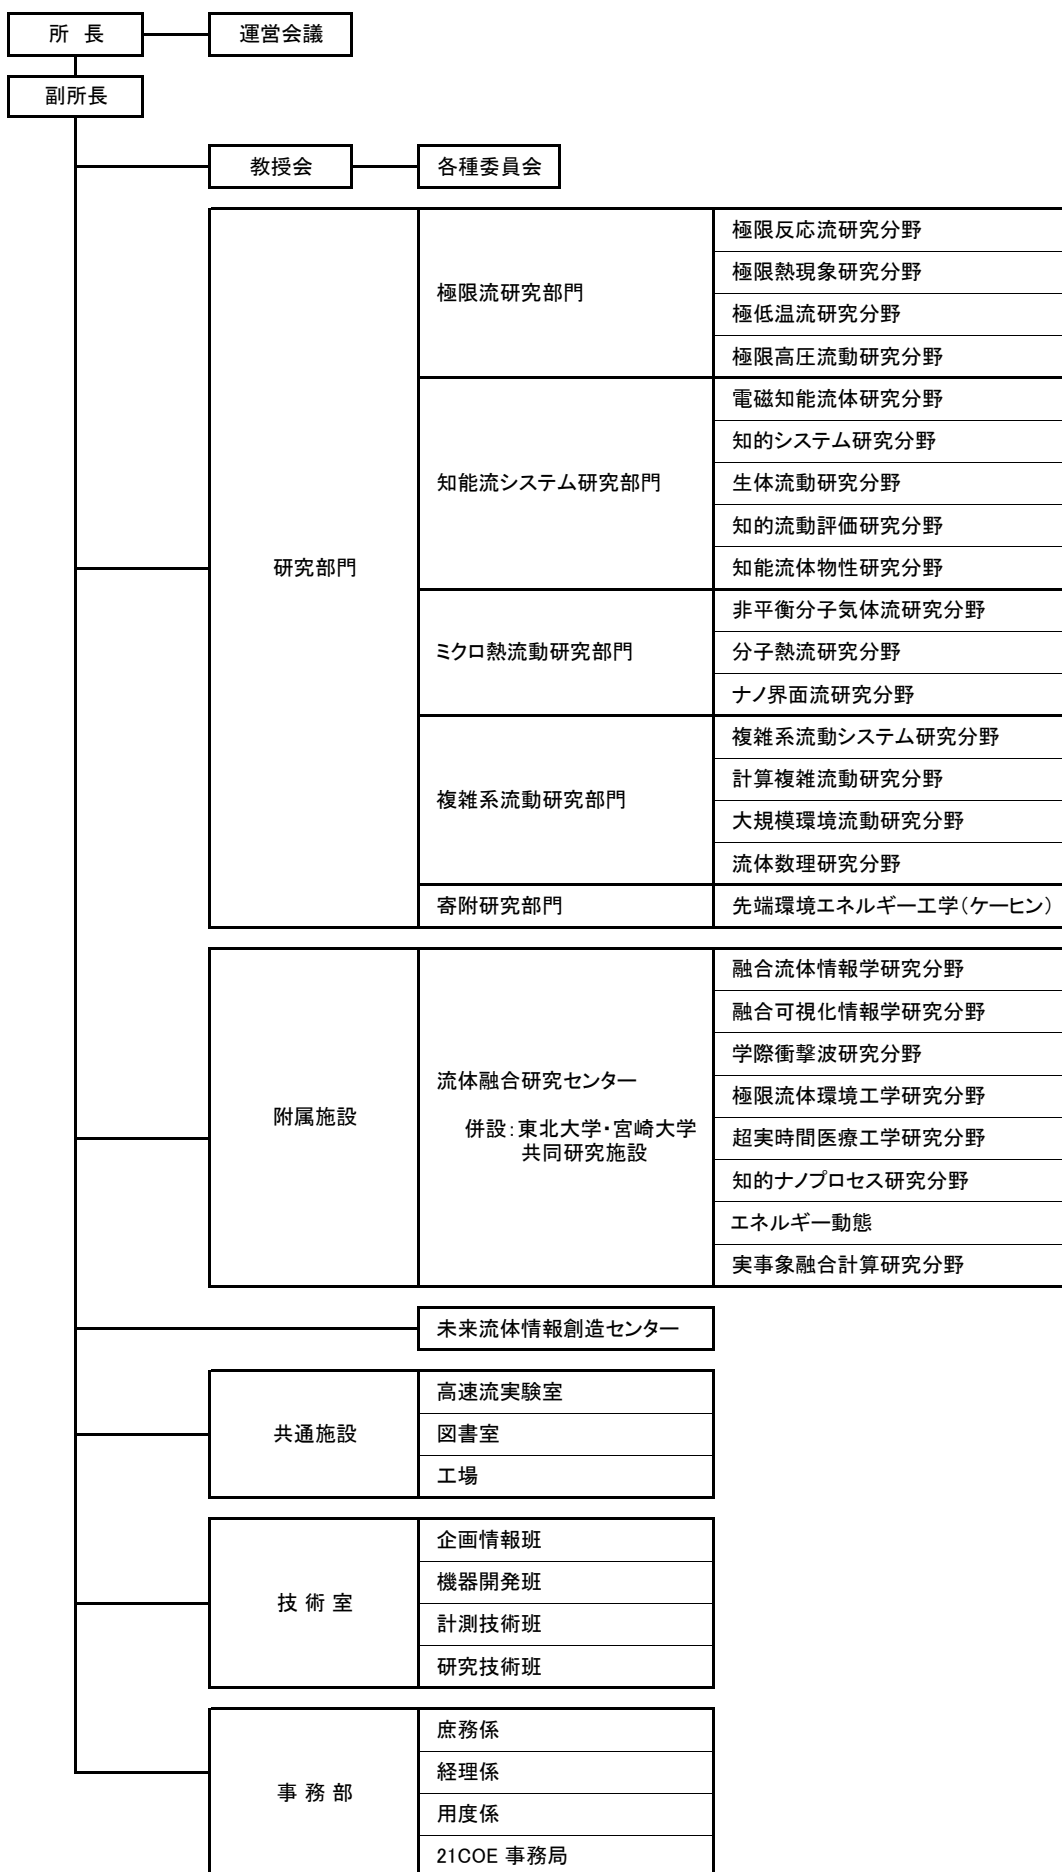 所 長
運営会議
副所長
教授会
各種委員会
研究部門
極限流研究部門
極限反応流研究分野
極限熱現象研究分野
極低温流研究分野
極限高圧流動研究分野
知能流システム研究部門
電磁知能流体研究分野
知的システム研究分野
生体流動研究分野
知的流動評価研究分野
知能流体物性研究分野
ミクロ熱流動研究部門
非平衡分子気体流研究分野
分子熱流研究分野
ナノ界面流研究分野
複雑系流動研究部門
複雑系流動システム研究分野
計算複雑流動研究分野
大規模環境流動研究分野
流体数理研究分野
寄附研究部門
先端環境エネルギー工学(ケーヒン)
附属施設
流体融合研究センター
併設:東北大学・宮崎大学
共同研究施設
融合流体情報学研究分野
融合可視化情報学研究分野
学際衝撃波研究分野
極限流体環境工学研究分野
超実時間医療工学研究分野
知的ナノプロセス研究分野
エネルギー動態
実事象融合計算研究分野
未来流体情報創造センター
共通施設
高速流実験室
図書室
工場
技 術 室
企画情報班
機器開発班
計測技術班
研究技術班
事 務 部
庶務係
経理係
用度係
21COE 事務局